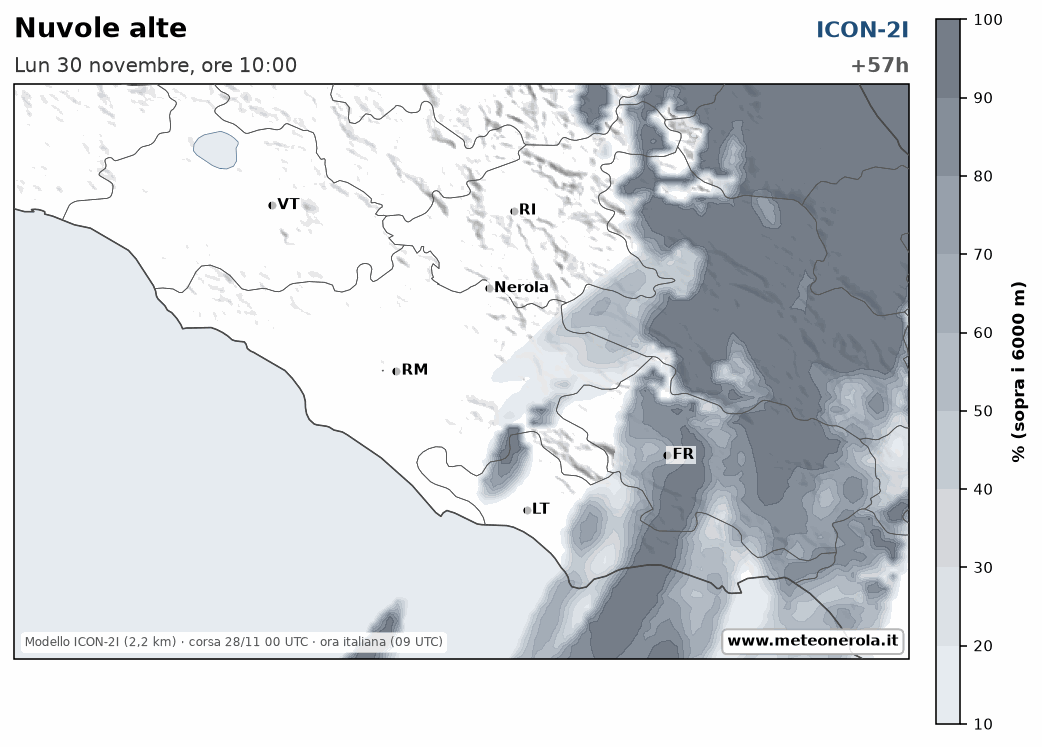 Nuvole alte
ICON-2I
Lun 30 novembre, ore 10:00
+57h
100
90
80
70
60
50
40
30
20
10
% (sopra i 6000 m)
VT
RI
Nerola
RM
FR
LT
Modello ICON-2I (2,2 km) · corsa 28/11 00 UTC · ora italiana (09 UTC)
www.meteonerola.it